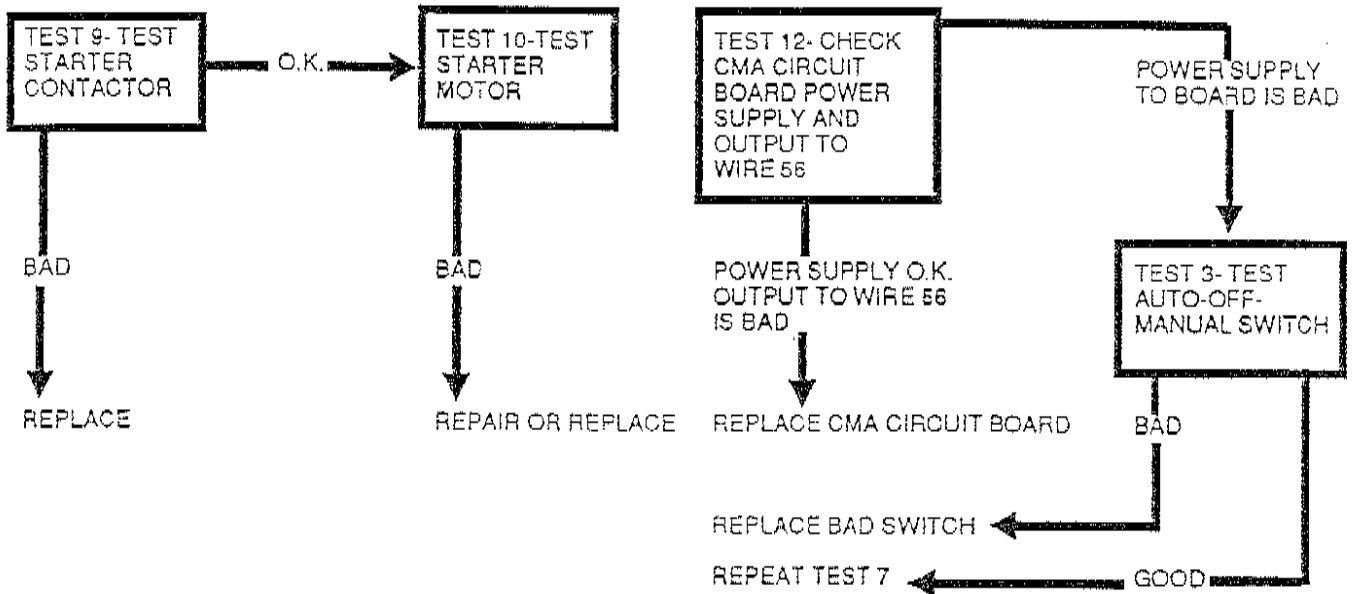 TEST 9- TEST
STARTER
CONTACTOR
O.K.
TEST 10-TEST
STARTER
MOTOR
BAD
REPLACE
BAD
REPAIR OR REPLACE
TEST 12- CHECK
CMA CIRCUIT
BOARD POWER
SUPPLY AND
OUTPUT TO
WIRE 56
POWER SUPPLY
TO BOARD IS BAD
POWER SUPPLY O.K.
OUTPUT TO WIRE 56
IS BAD
REPLACE CMA CIRCUIT BOARD
TEST 3- TEST
AUTO-OFF-
MANUAL SWITCH
BAD
REPLACE BAD SWITCH
GOOD
REPEAT TEST 7